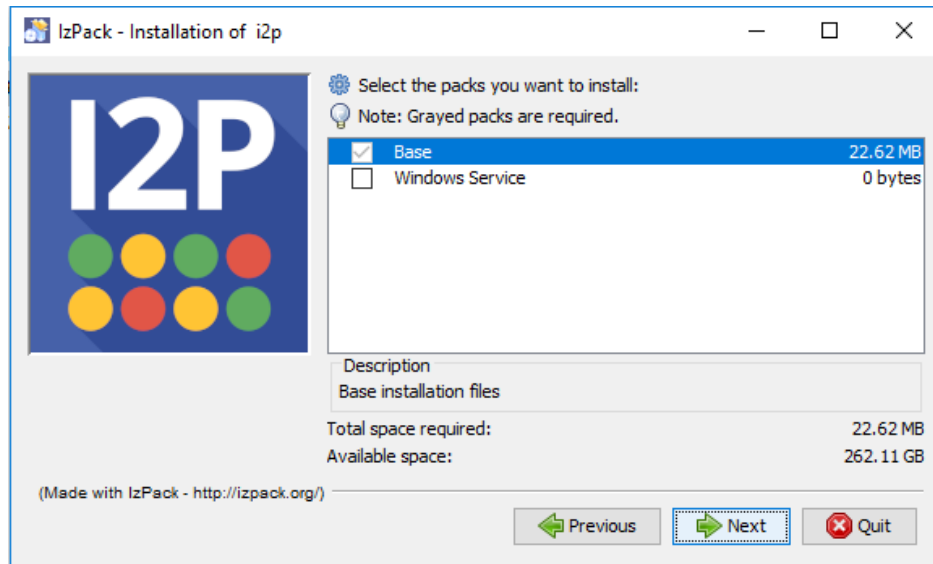 IzPack - Installation of i2p
I2P
Select the packs you want to install:
Note: Grayed packs are required.
Base 22.62 MB
Windows Service 0 bytes
Description
Base installation files
Total space required: 22.62 MB
Available space: 262.11 GB
(Made with IzPack - http://izpack.org/)
Previous Next Quit